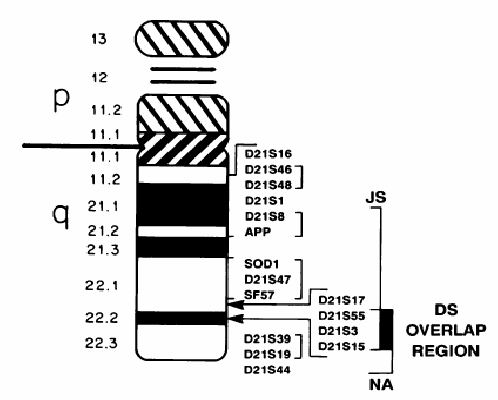 13
12
p
11.2
11.1
11.1
11.2
q
21.1
21.2
21.3
22.1
22.2
22.3
D21S16
D21S46
D21S48
D21S1
D21S8
APP
SOD1
D21S47
SF57
D21S39
D21S19
D21S44
D21S17
D21S55
D21S3
D21S15
JS
DS
OVERLAP
REGION
NA